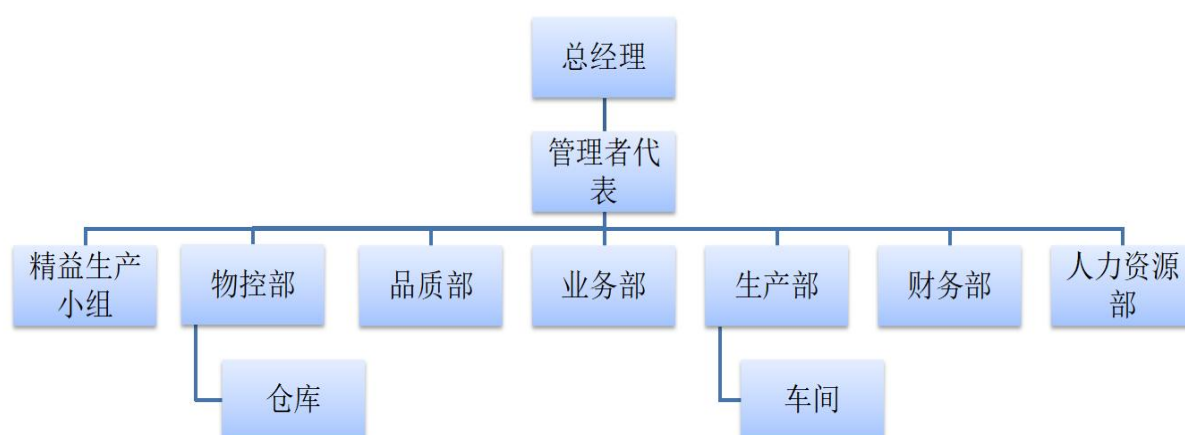 总经理
管理者代
表
精益生产
小组
物控部
品质部
业务部
生产部
财务部
人力资源
部
仓库
车间